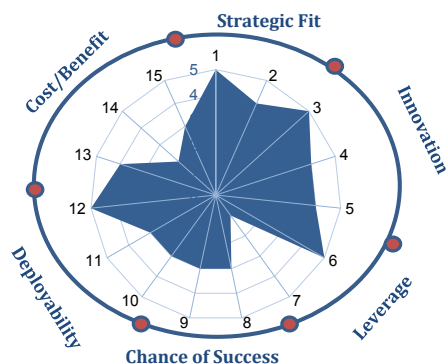 Strategic Fit
1
15
5
2
4
Cost/Benefit
14
3
Innovation
13
4
12
5
11
6
Deployability
10
7
Leverage
9
8
Chance of Success